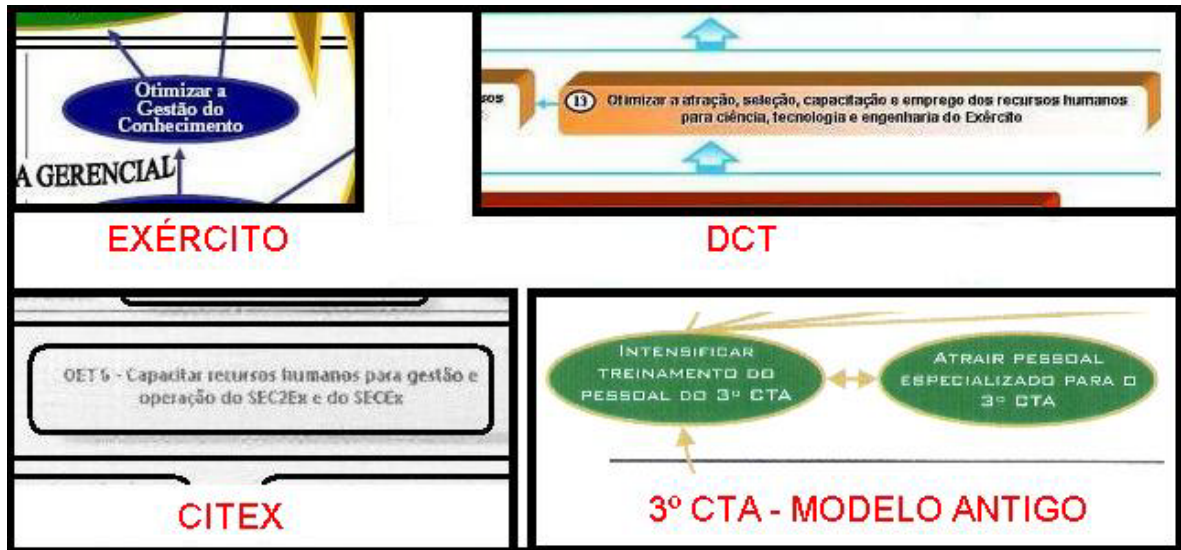 Otimizar a
Gestão do
Conhecimento
A GERENCIAL
EXÉRCITO
sos
13 Otimizar a atração, seleção, capacitação e emprego dos recursos humanos
para ciência, tecnologia e engenharia do Exército
DCT
OET 6 - Capacitar recursos humanos para gestão e
operação do SEC2Ex e do SECEx
CITEX
INTENSIFICAR
TREINAMENTO DO
PESSOAL DO 3º CTA
ATRAIR PESSOAL
ESPECIALIZADO PARA O
3º CTA
3º CTA - MODELO ANTIGO